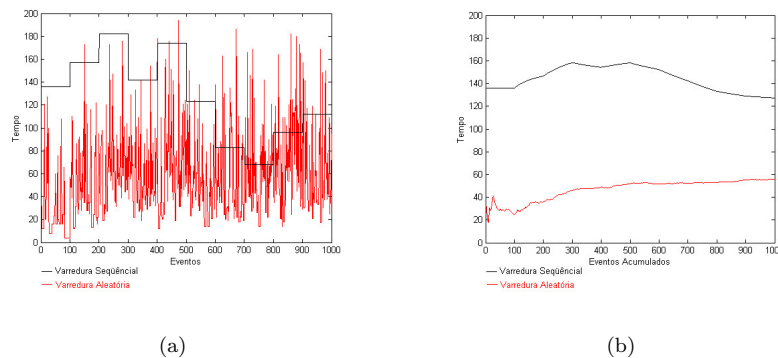 200
180
160
140
120
100
80
60
40
20
0
Tempo
0 100 200 300 400 500 600 700 800 900 1000
Eventos
Varredura Seqüêncial
Varredura Aleatória
(a)
200
180
160
140
120
100
80
60
40
20
0
Tempo
0 100 200 300 400 500 600 700 800 900 100
Eventos Acumulados
Varredura Seqüêncial
Varredura Aleatória
(b)